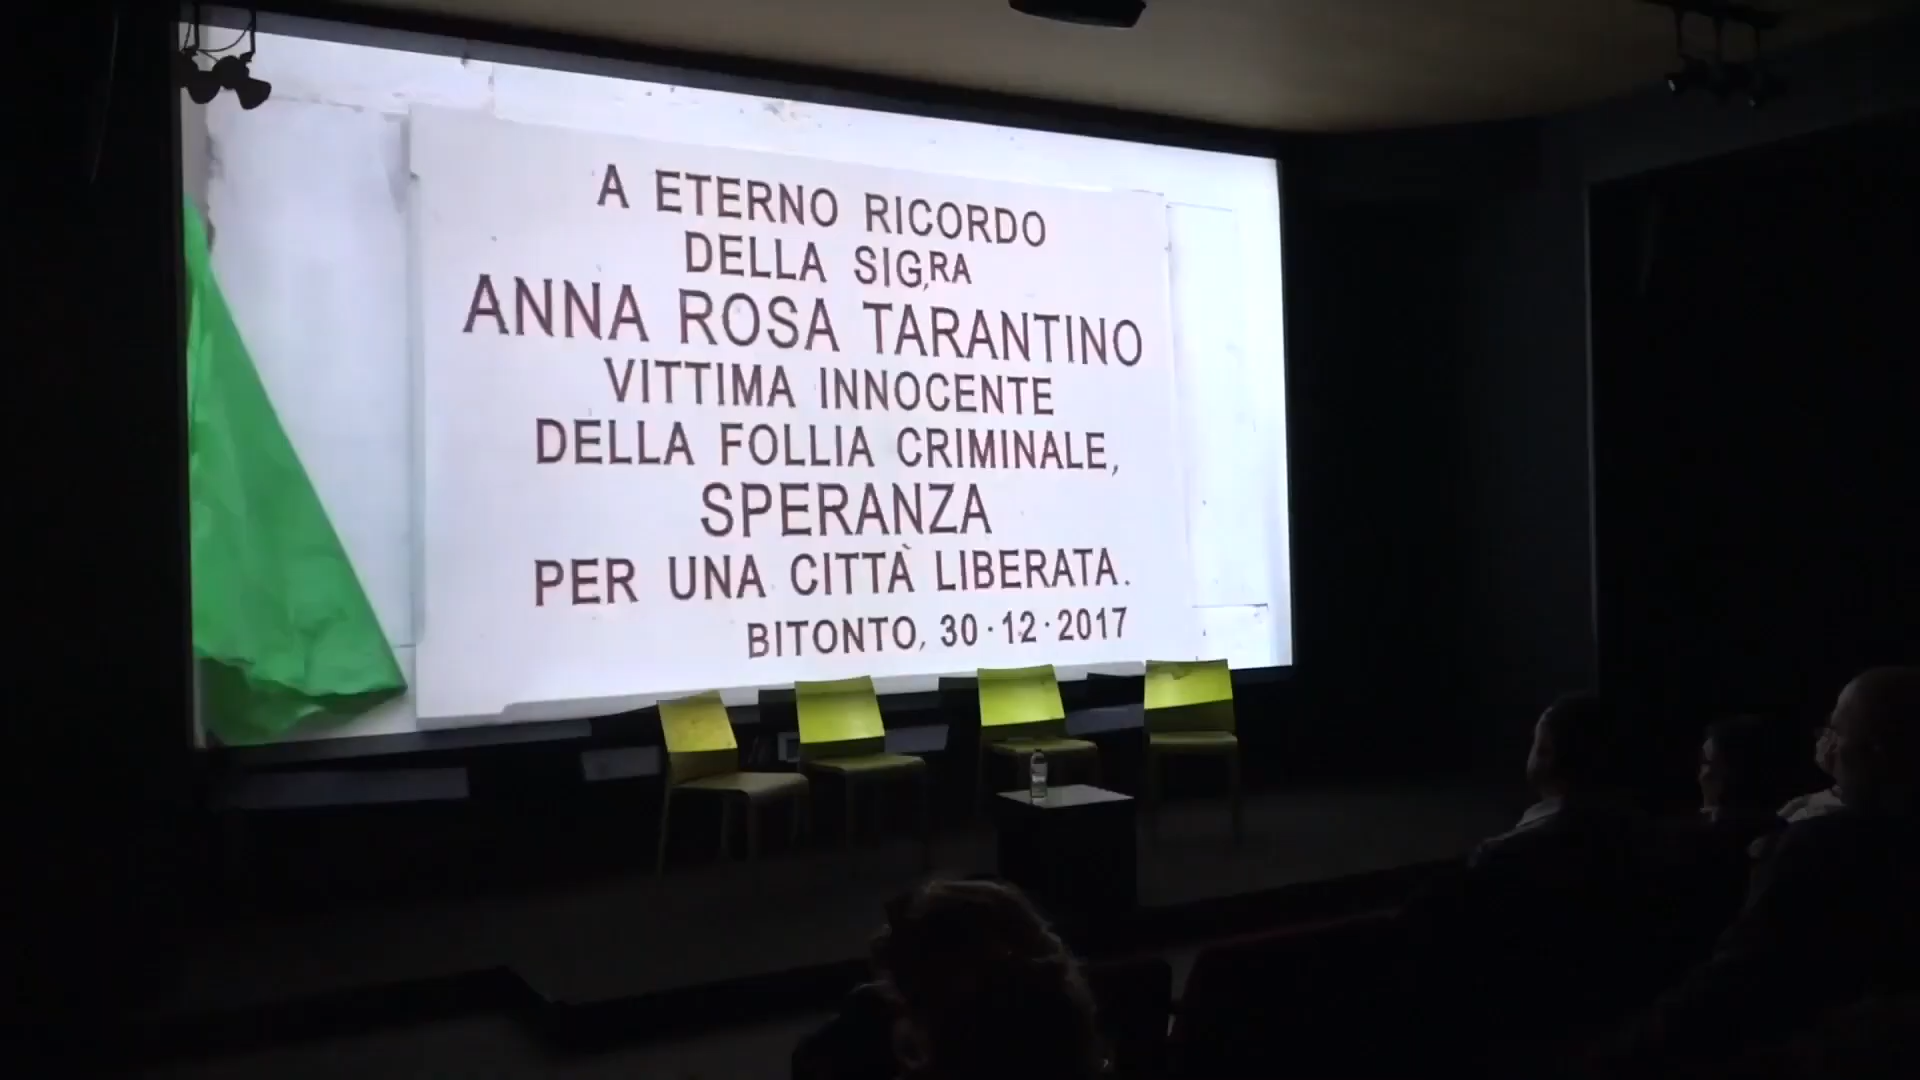 A ETERNO RICORDO
DELLA SIG.RA
ANNA ROSA TARANTINO
VITTIMA INNOCENTE
DELLA FOLLIA CRIMINALE,
SPERANZA
PER UNA CITTÀ LIBERATA.
BITONTO, 30·12·2017